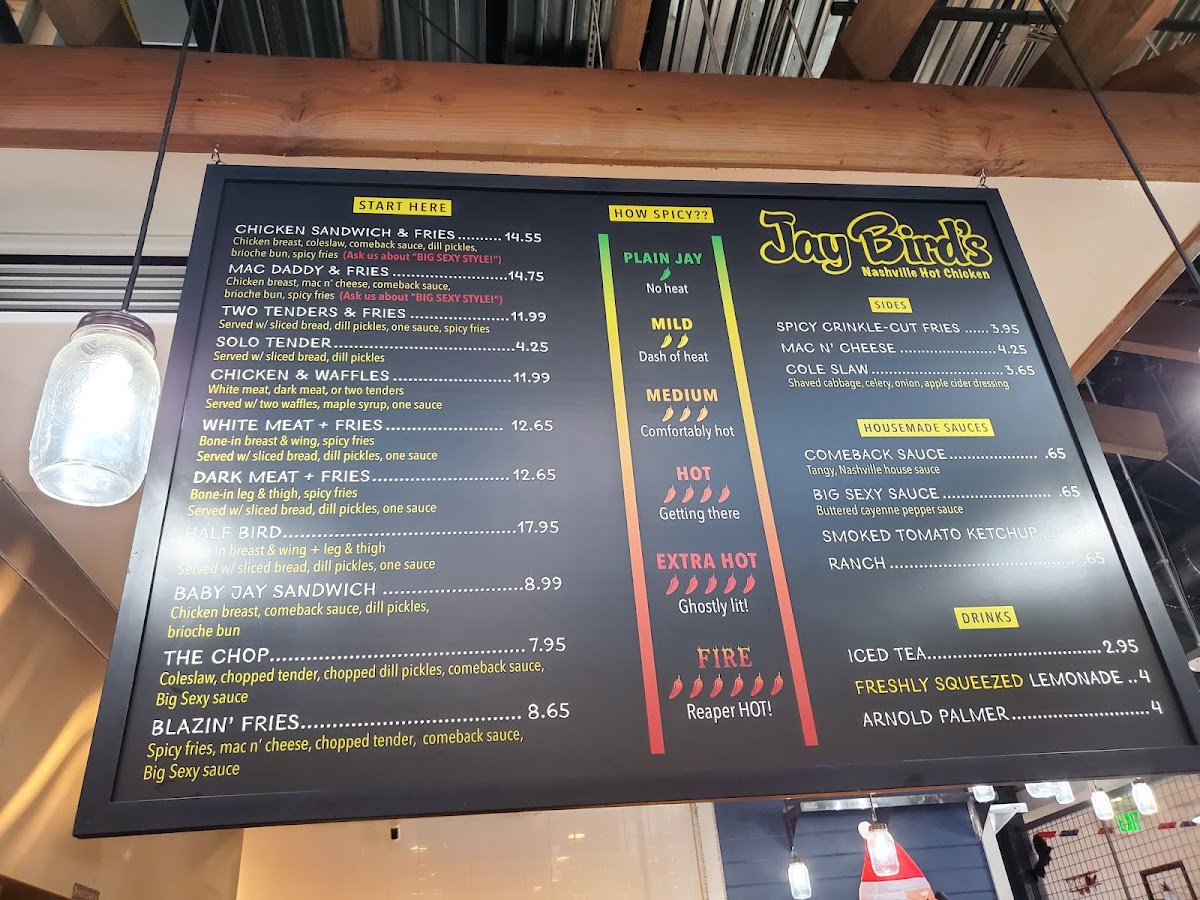 START HERE
CHICKEN SANDWICH & FRIES.......... 14.55
Chicken breast, coleslaw, comeback sauce, dill pickles,
brioche bun, spicy fries (Ask us about "BIG SEXY STYLE!")
MAC DADDY & FRIES ..........................14.75
Chicken breast, mac n' cheese, comeback sauce,
brioche bun, spicy fries (Ask us about "BIG SEXY STYLE!")
TWO TENDERS & FRIES .......................11.99
Served w/ sliced bread, dill pickles, one sauce, spicy fries
SOLO TENDER.........................................4.25
Served w/ sliced bread, dill pickles
CHICKEN & WAFFLES ...........................11.99
White meat, dark meat, or two tenders
Served w/ two waffles, maple syrup, one sauce
WHITE MEAT + FRIES.......................... 12.65
Bone-in breast & wing, spicy fries
Served w/ sliced bread, dill pickles, one sauce
DARK MEAT + FRIES.............................. 12.65
Bone-in leg & thigh, spicy fries
Served w/ sliced bread, dill pickles, one sauce
HALF BIRD...................................................17.95
Bone-in breast & wing + leg & thigh
Served w/ sliced bread, dill pickles, one sauce
BABY JAY SANDWICH ..............................8.99
Chicken breast, comeback sauce, dill pickles,
brioche bun
THE CHOP.................................................. 7.95
Coleslaw, chopped tender, chopped dill pickles, comeback sauce,
Big Sexy sauce
BLAZIN' FRIES........................................... 8.65
Spicy fries, mac n' cheese, chopped tender, comeback sauce,
Big Sexy sauce
HOW SPICY??
PLAIN JAY
No heat
MILD
Dash of heat
MEDIUM
Comfortably hot
HOT
Getting there
EXTRA HOT
Ghostly lit!
FIRE
Reaper HOT!
Jay Bird's
Nashville Hot Chicken
SIDES
SPICY CRINKLE-CUT FRIES ...... 3.95
MAC N' CHEESE .......................4.25
COLE SLAW................................3.65
Shaved cabbage, celery, onion, apple cider dressing
HOUSEMADE SAUCES
COMEBACK SAUCE.................... .65
Tangy, Nashville house sauce
BIG SEXY SAUCE ........................ .65
Buttered cayenne pepper sauce
SMOKED TOMATO KETCHUP ..... .65
RANCH ......................................... .65
DRINKS
ICED TEA...................................2.95
FRESHLY SQUEEZED LEMONADE ..4
ARNOLD PALMER...........................4
EXIT